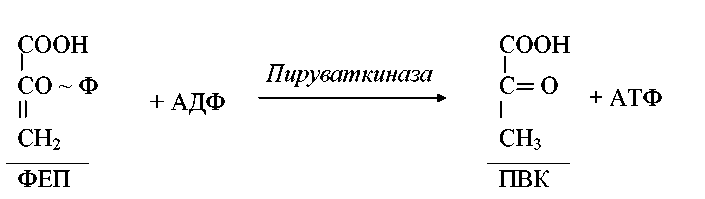 COOH COOH
CO ~ Ф + АДФ Пируваткиназа C = O + АТФ
CH₂ CH₃
ФЕП ПВК